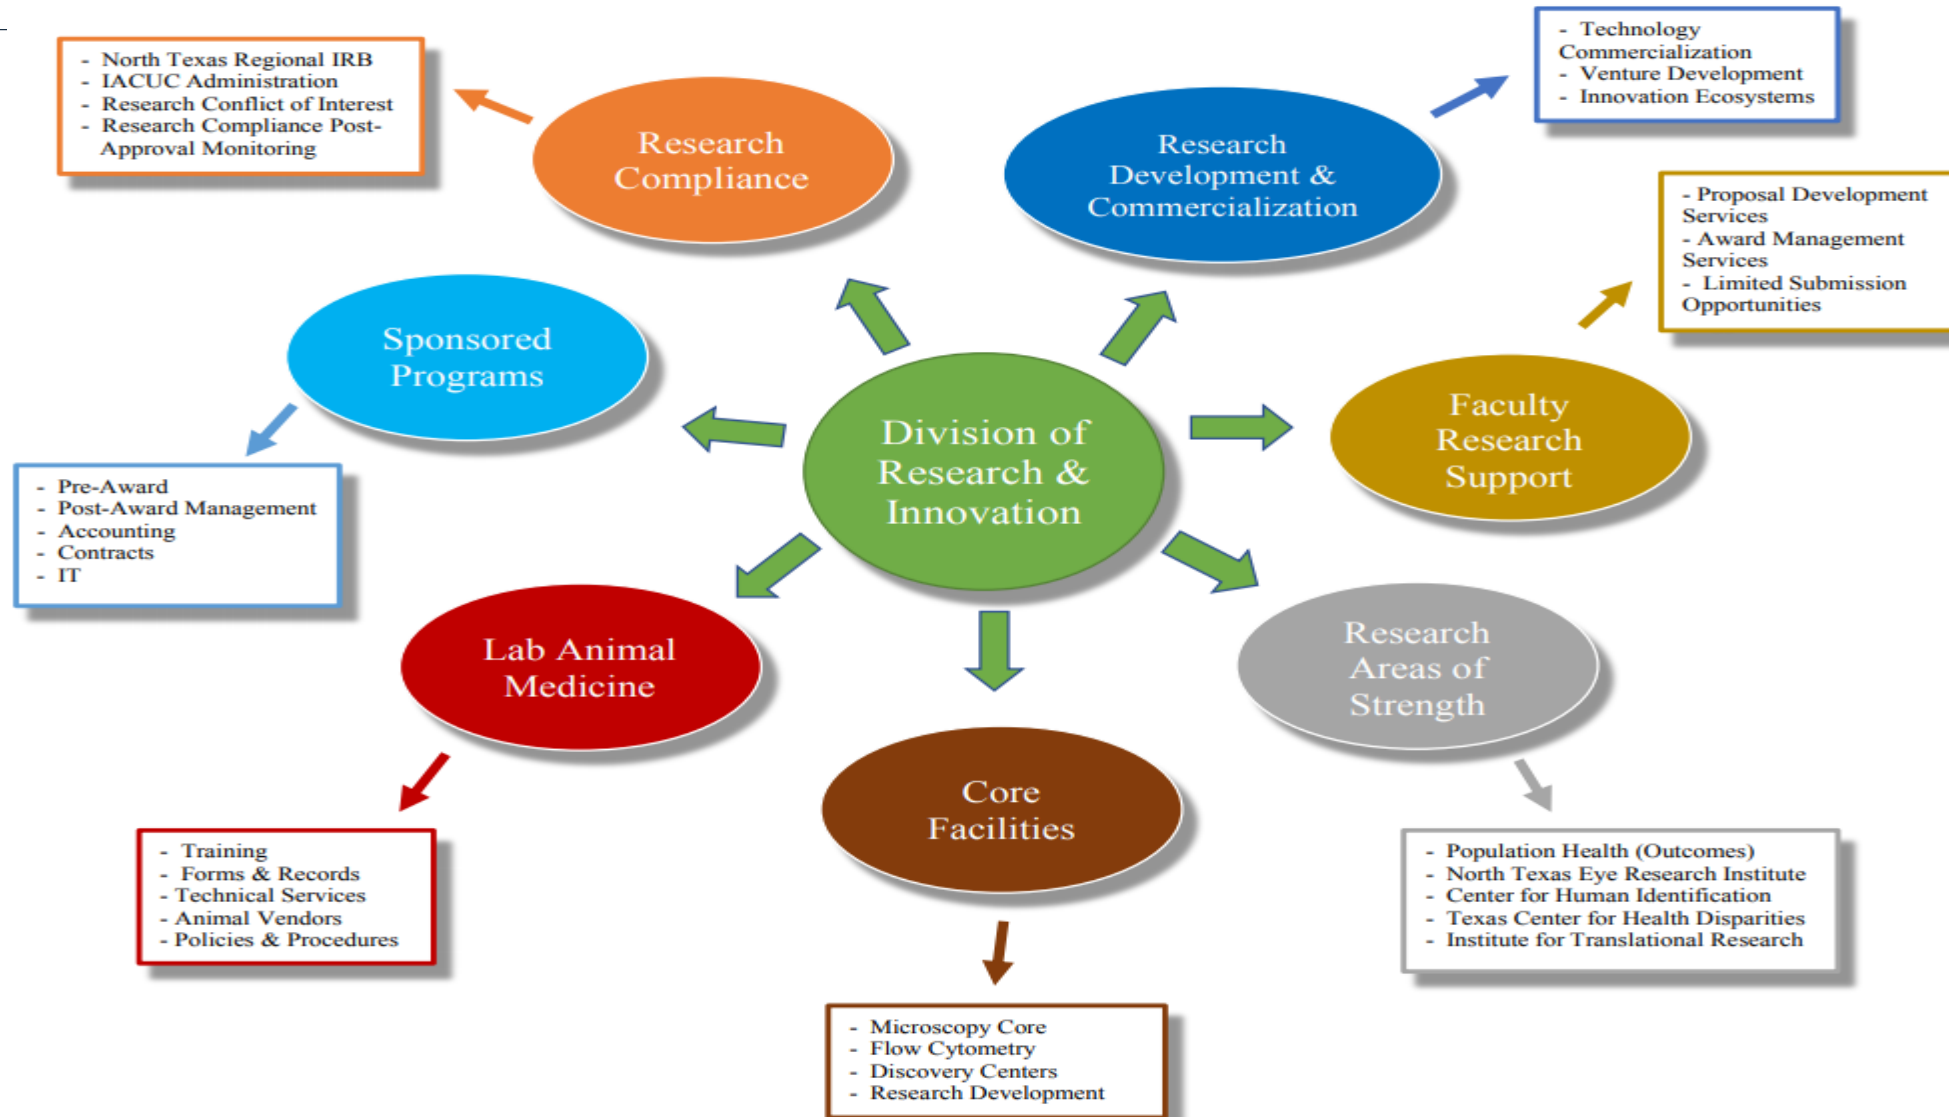 - North Texas Regional IRB
- IACUC Administration
- Research Conflict of Interest
- Research Compliance Post-
Approval Monitoring
Research
Compliance
Research
Development &
Commercialization
- Technology
Commercialization
- Venture Development
- Innovation Ecosystems
- Proposal Development
Services
- Award Management
Services
- Limited Submission
Opportunities
Sponsored
Programs
Division of
Research &
Innovation
Faculty
Research
Support
- Pre-Award
- Post-Award Management
- Accounting
- Contracts
- IT
Lab Animal
Medicine
Research
Areas of
Strength
Core
Facilities
- Training
- Forms & Records
- Technical Services
- Animal Vendors
- Policies & Procedures
- Population Health (Outcomes)
- North Texas Eye Research Institute
- Center for Human Identification
- Texas Center for Health Disparities
- Institute for Translational Research
- Microscopy Core
- Flow Cytometry
- Discovery Centers
- Research Development